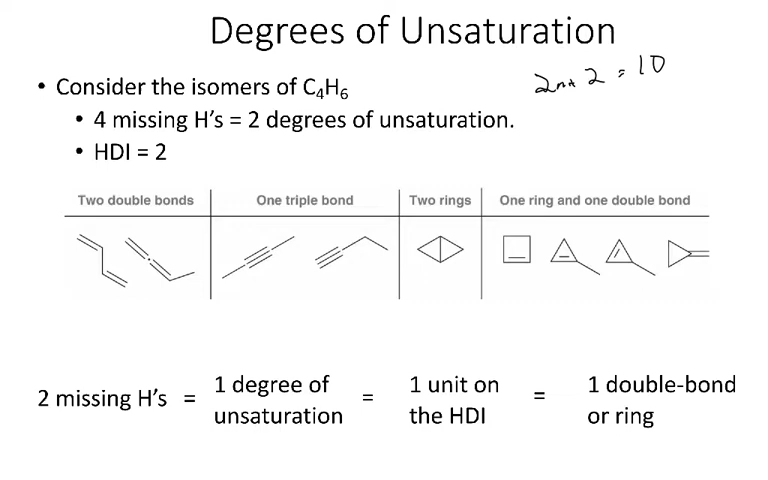 Degrees of Unsaturation
• Consider the isomers of C₄H₆
2n+2 = 10
• 4 missing H's = 2 degrees of unsaturation.
• HDI = 2
Two double bonds One triple bond Two rings One ring and one double bond
2 missing H's = 1 degree of unsaturation = 1 unit on the HDI = 1 double-bond or ring